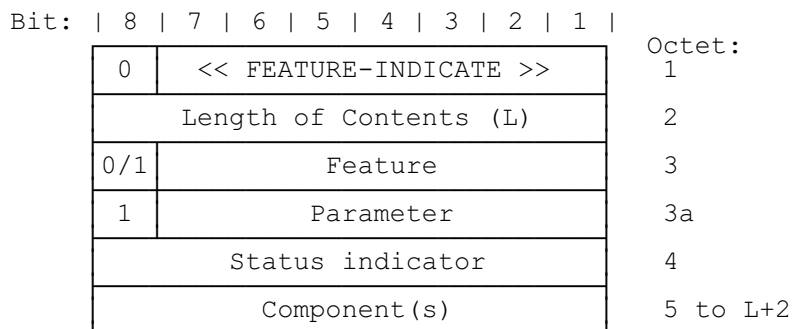 Bit: | 8 | 7 | 6 | 5 | 4 | 3 | 2 | 1 |
Octet:
0 << FEATURE-INDICATE >> 1
Length of Contents (L) 2
0/1 Feature 3
1 Parameter 3a
Status indicator 4
Component(s) 5 to L+2